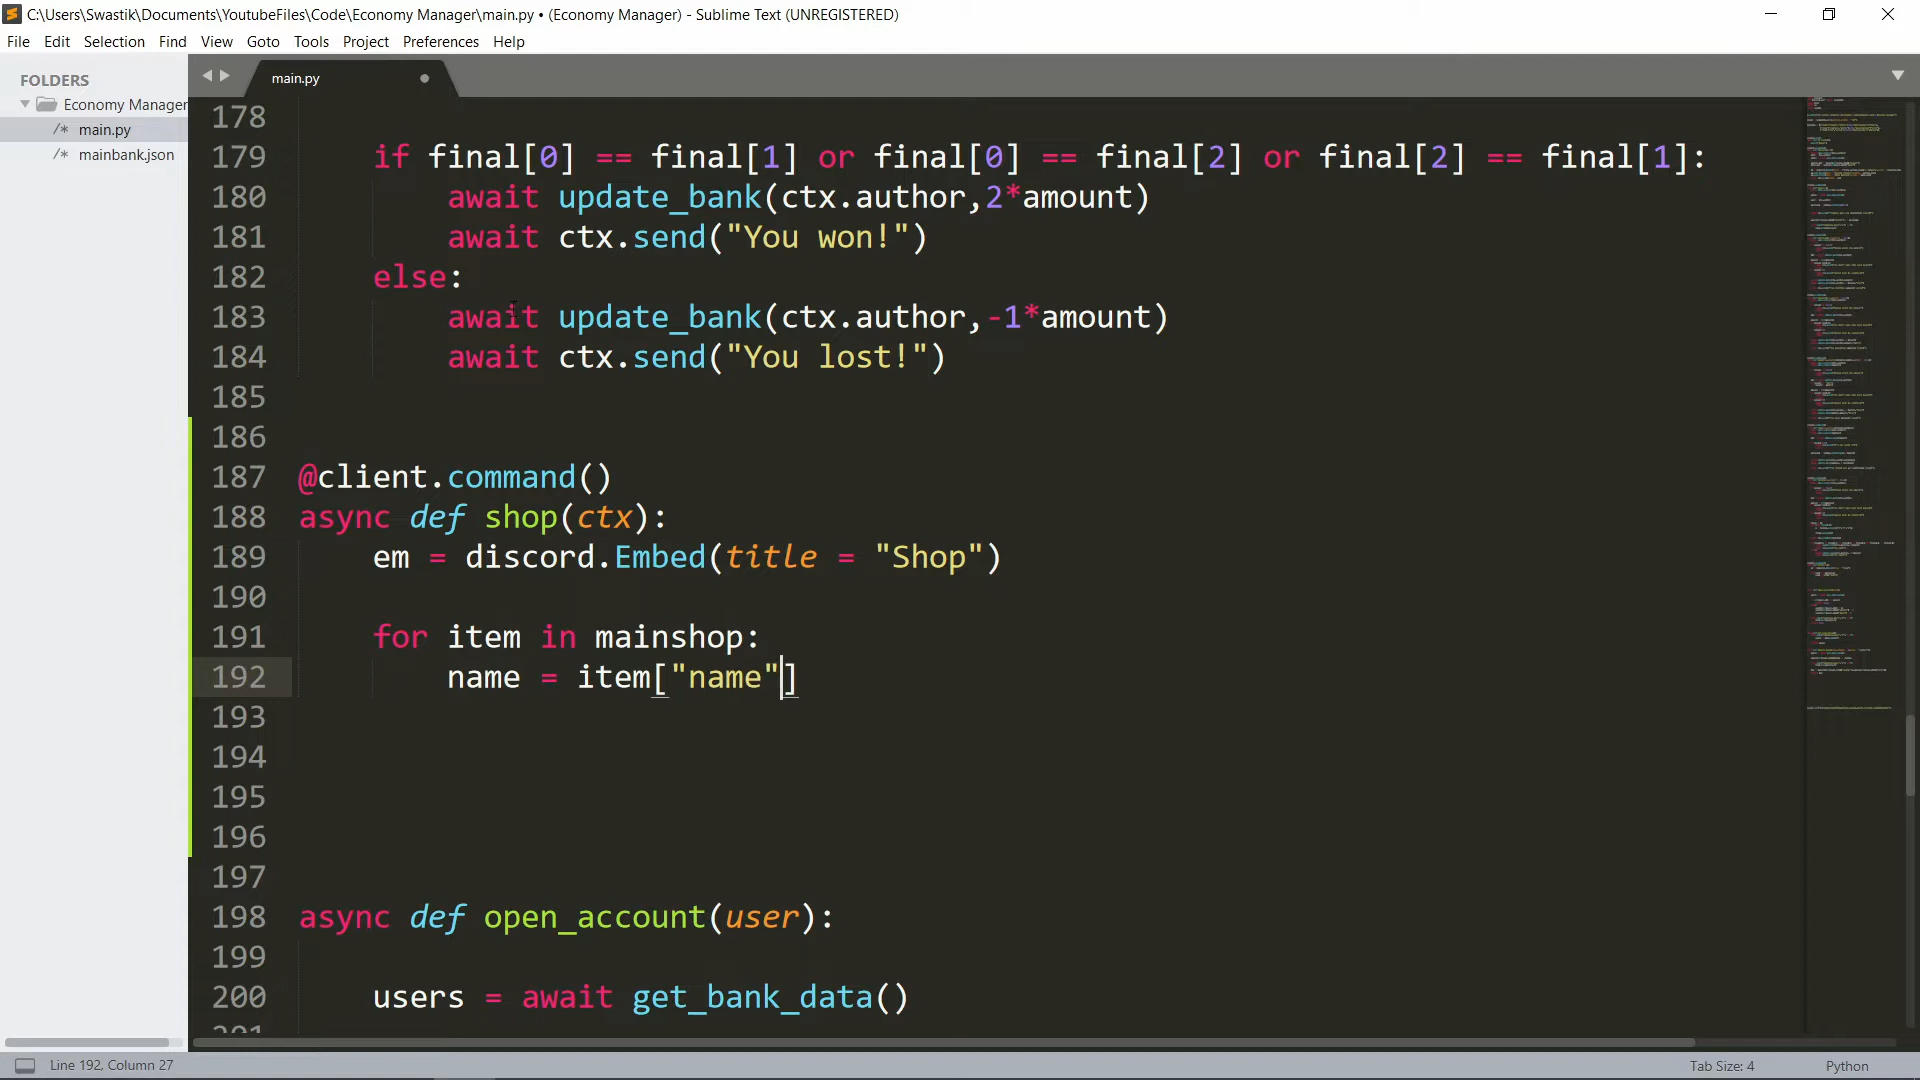 C:\Users\Swastik\Documents\YoutubeFiles\Code\Economy Manager\main.py • (Economy Manager) - Sublime Text (UNREGISTERED)
File Edit Selection Find View Goto Tools Project Preferences Help
FOLDERS
Economy Manager
/* main.py
/* mainbank.json
main.py
178
179 if final[0] == final[1] or final[0] == final[2] or final[2] == final[1]:
180 await update_bank(ctx.author,2*amount)
181 await ctx.send("You won!")
182 else:
183 await update_bank(ctx.author,-1*amount)
184 await ctx.send("You lost!")
185
186
187 @client.command()
188 async def shop(ctx):
189 em = discord.Embed(title = "Shop")
190
191 for item in mainshop:
192 name = item["name"]
193
194
195
196
197
198 async def open_account(user):
199
200 users = await get_bank_data()
201
Line 192, Column 27
Tab Size: 4
Python